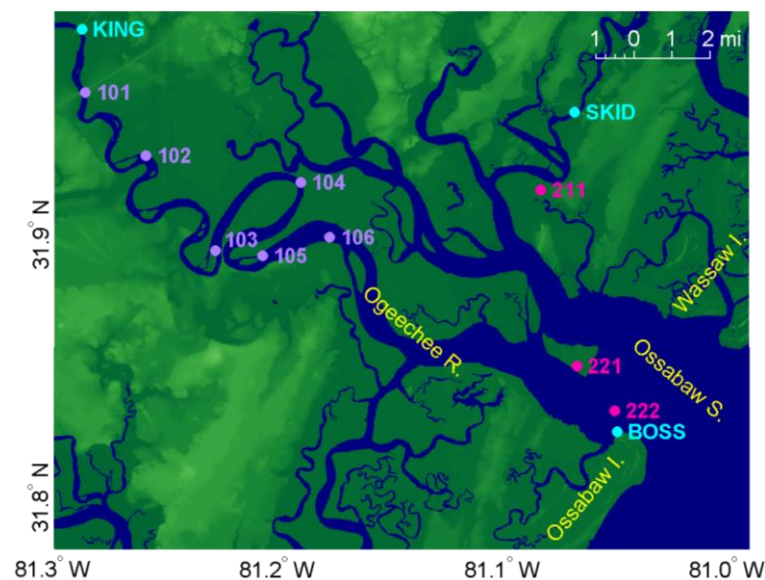 KING
1 0 1 2 mi
101
SKID
102
104
211
103
106
105
31.9° N
Wassaw I.
Ogeechee R.
Ossabaw S.
221
222
BOSS
Ossabaw I.
31.8° N
81.3° W 81.2° W 81.1° W 81.0° W